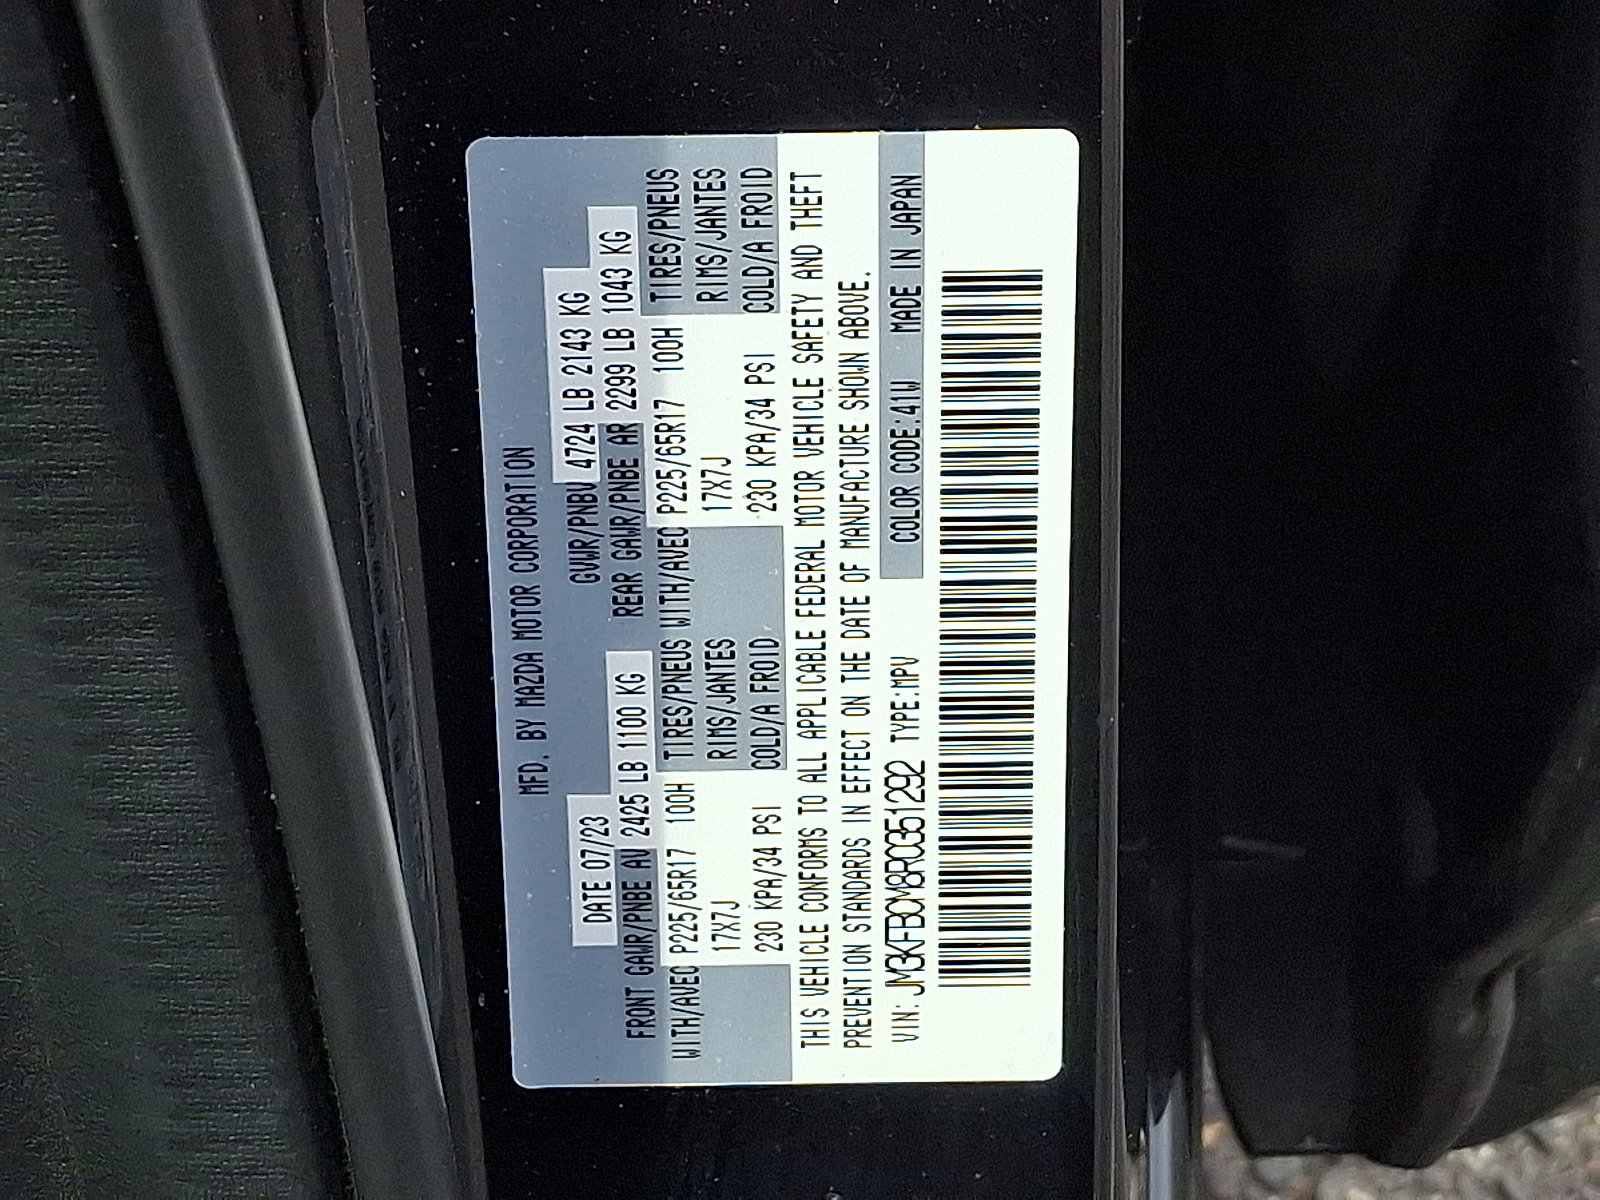 MFD. BY MAZDA MOTOR CORPORATION
DATE 07/23 GVWR/PNBV 4724 LB 2143 KG
FRONT GAWR/PNBE AV 2425 LB 1100 KG REAR GAWR/PNBE AR 2299 LB 1043 KG
WITH/AVEC P225/65R17 100H TIRES/PNEUS WITH/AVEC P225/65R17 100H TIRES/PNEUS
17X7J RIMS/JANTES 17X7J RIMS/JANTES
230 KPA/34 PSI COLD/A FROID 230 KPA/34 PSI COLD/A FROID
THIS VEHICLE CONFORMS TO ALL APPLICABLE FEDERAL MOTOR VEHICLE SAFETY AND THEFT
PREVENTION STANDARDS IN EFFECT ON THE DATE OF MANUFACTURE SHOWN ABOVE.
VIN: JM3KFBCM8R0351292 TYPE:MPV COLOR CODE:41W MADE IN JAPAN